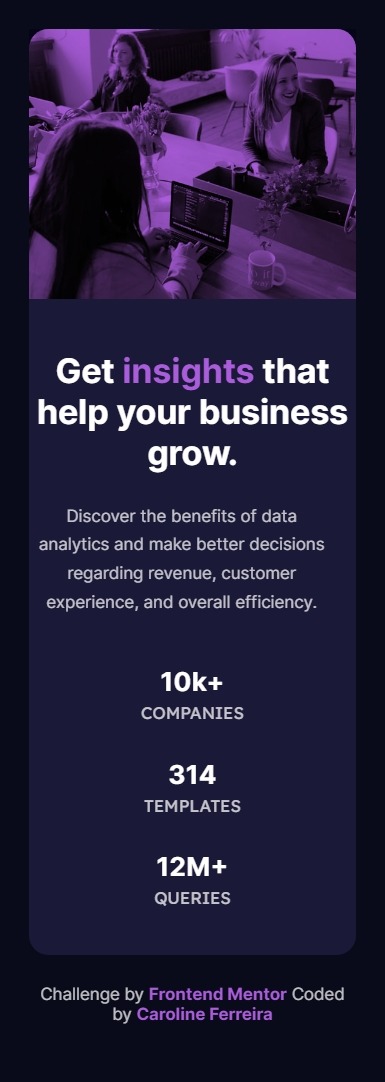 Get insights that
help your business
grow.
Discover the benefits of data
analytics and make better decisions
regarding revenue, customer
experience, and overall efficiency.
10k+
COMPANIES
314
TEMPLATES
12M+
QUERIES
Challenge by Frontend Mentor Coded
by Caroline Ferreira